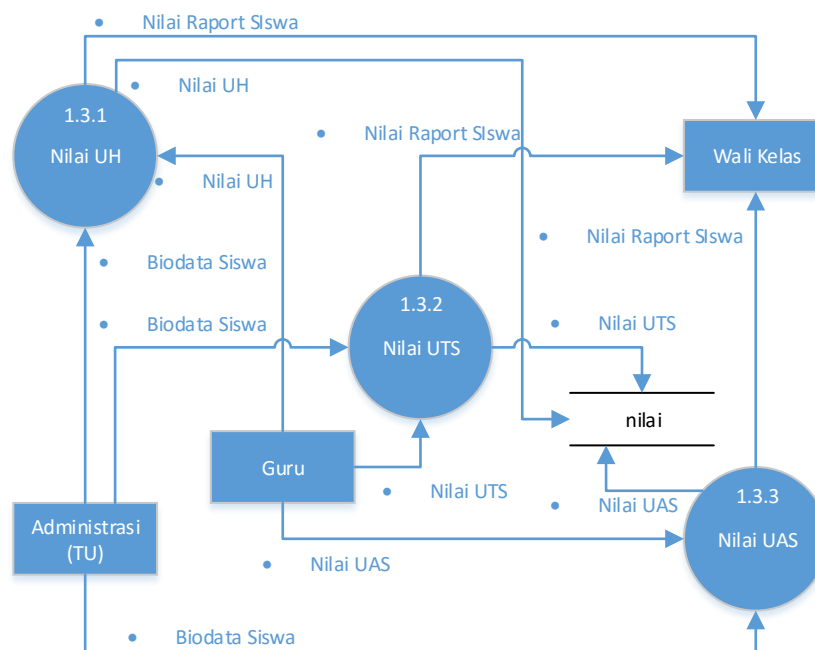 Nilai Raport SIswa
Nilai UH
1.3.1
Nilai UH
Nilai Raport SIswa
Wali Kelas
Nilai UH
Nilai Raport SIswa
Biodata Siswa
1.3.2
Nilai UTS
Biodata Siswa
Nilai UTS
nilai
Guru
Nilai UTS
Nilai UAS
1.3.3
Nilai UAS
Administrasi
(TU)
Nilai UAS
Biodata Siswa